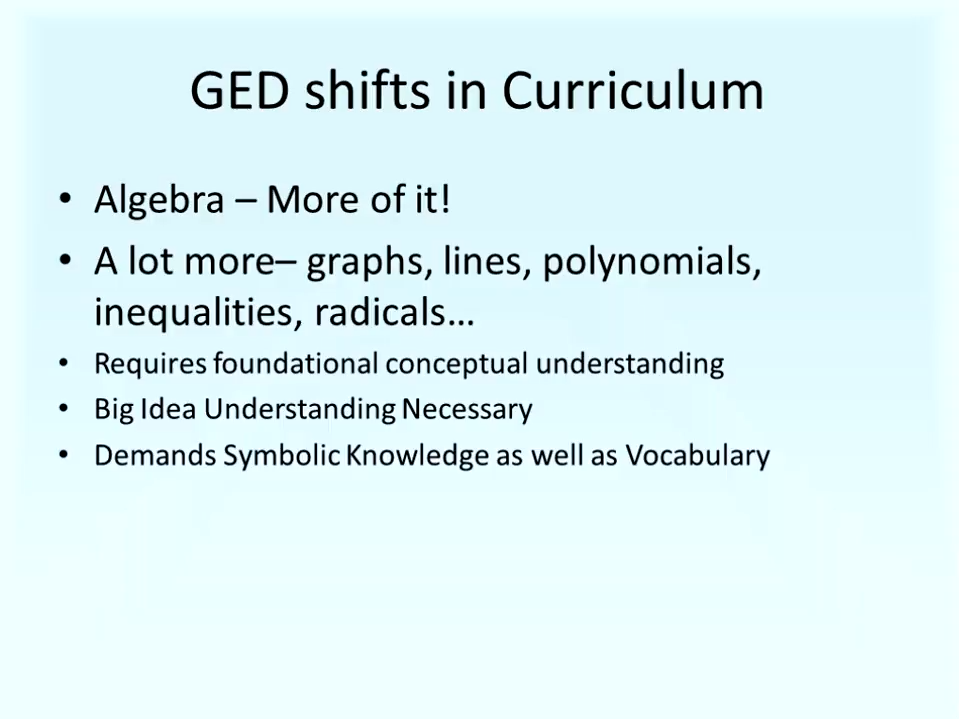 GED shifts in Curriculum
• Algebra – More of it!
• A lot more– graphs, lines, polynomials,
inequalities, radicals…
• Requires foundational conceptual understanding
• Big Idea Understanding Necessary
• Demands Symbolic Knowledge as well as Vocabulary